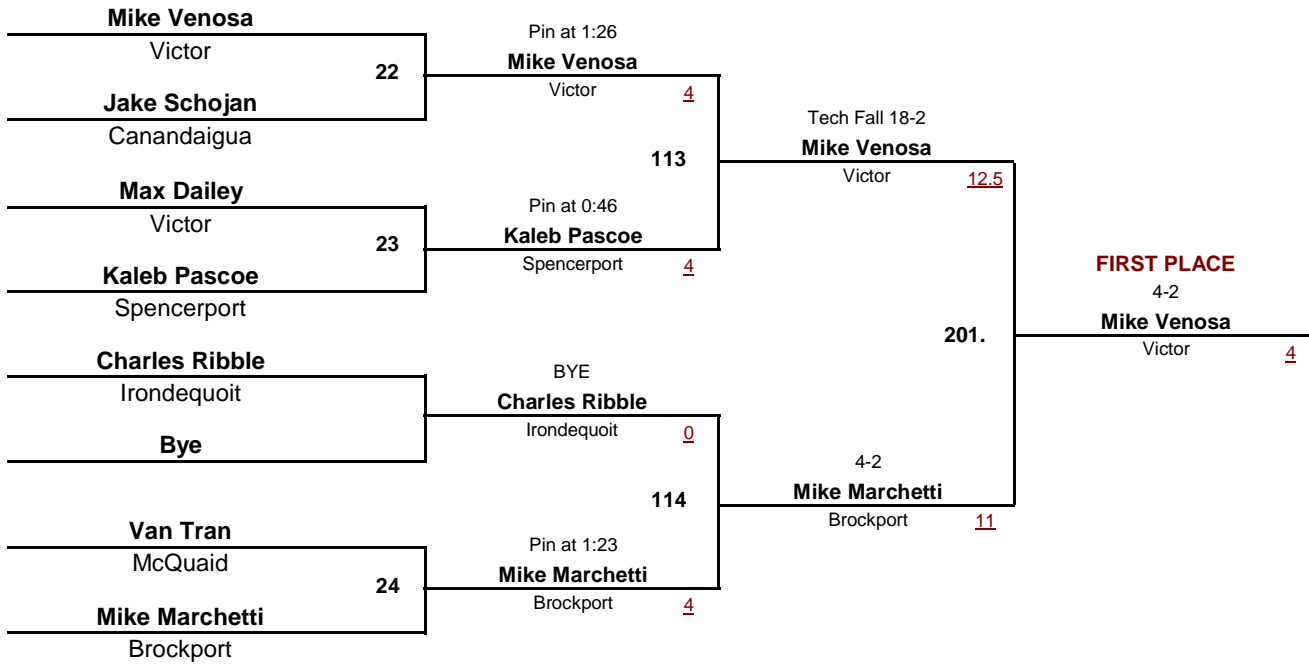 Mike Venosa
Victor
22
Jake Schojan
Canandaigua
Max Dailey
Victor
23
Kaleb Pascoe
Spencerport
Charles Ribble
Irondequoit
Bye
Van Tran
McQuaid
24
Mike Marchetti
Brockport
Pin at 1:26
Mike Venosa
Victor 4
113
Pin at 0:46
Kaleb Pascoe
Spencerport 4
BYE
Charles Ribble
Irondequoit 0
114
Pin at 1:23
Mike Marchetti
Brockport 4
Tech Fall 18-2
Mike Venosa
Victor 12.5
201.
4-2
Mike Marchetti
Brockport 11
FIRST PLACE
4-2
Mike Venosa
Victor 4